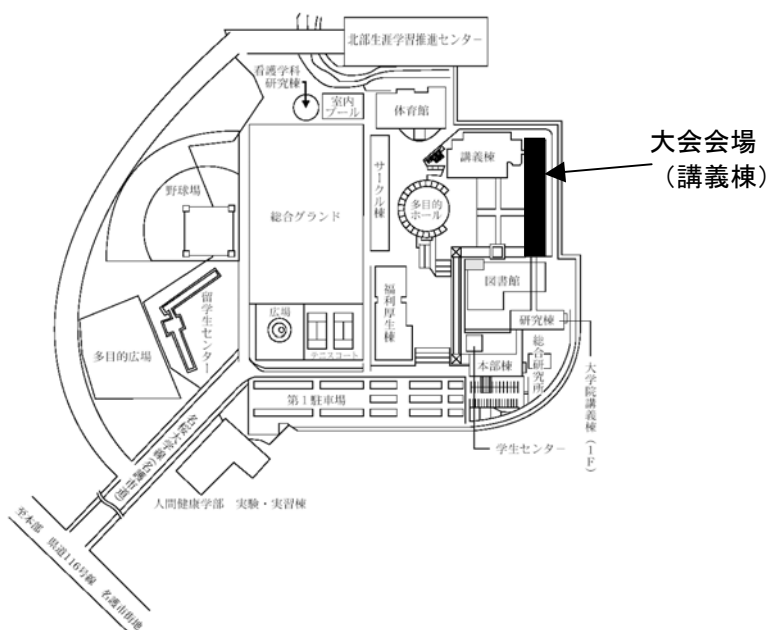 北部生涯学習推進センター
看護学科
研究棟
室内
プール
体育館
大会会場
（講義棟）
講義棟
サークル棟
野球場
総合グランド
多目的
ホール
図書館
福利厚生棟
広場
テニスコート
留学生センター
多目的広場
研究棟
総合研究所
本部棟
大学院講義棟（1F）
第１駐車場
学生センター
名桜大学線（名護市道）
人間健康学部　実験・実習棟
至本部　県道116号線　名護市街地